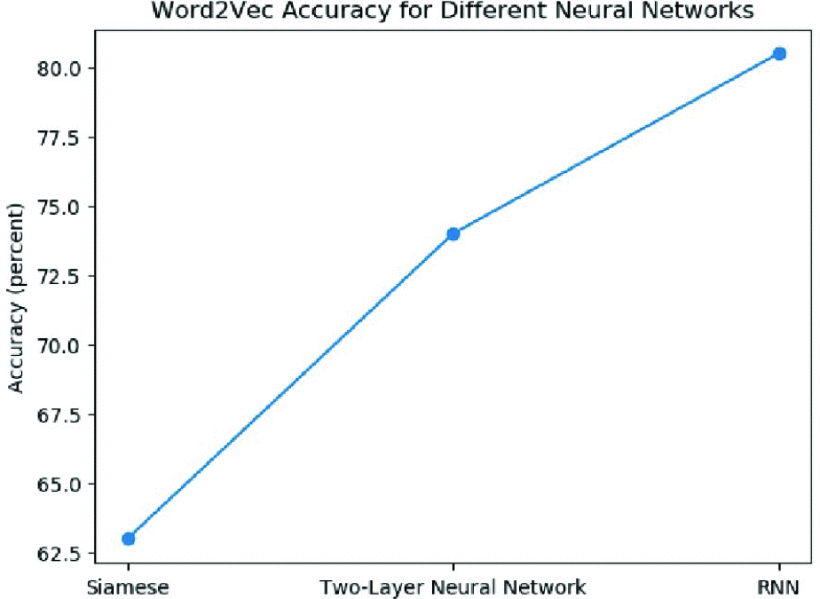 Word2Vec Accuracy for Different Neural Networks
80.0
77.5
75.0
72.5
70.0
67.5
65.0
62.5
Accuracy (percent)
Siamese
Two-Layer Neural Network
RNN